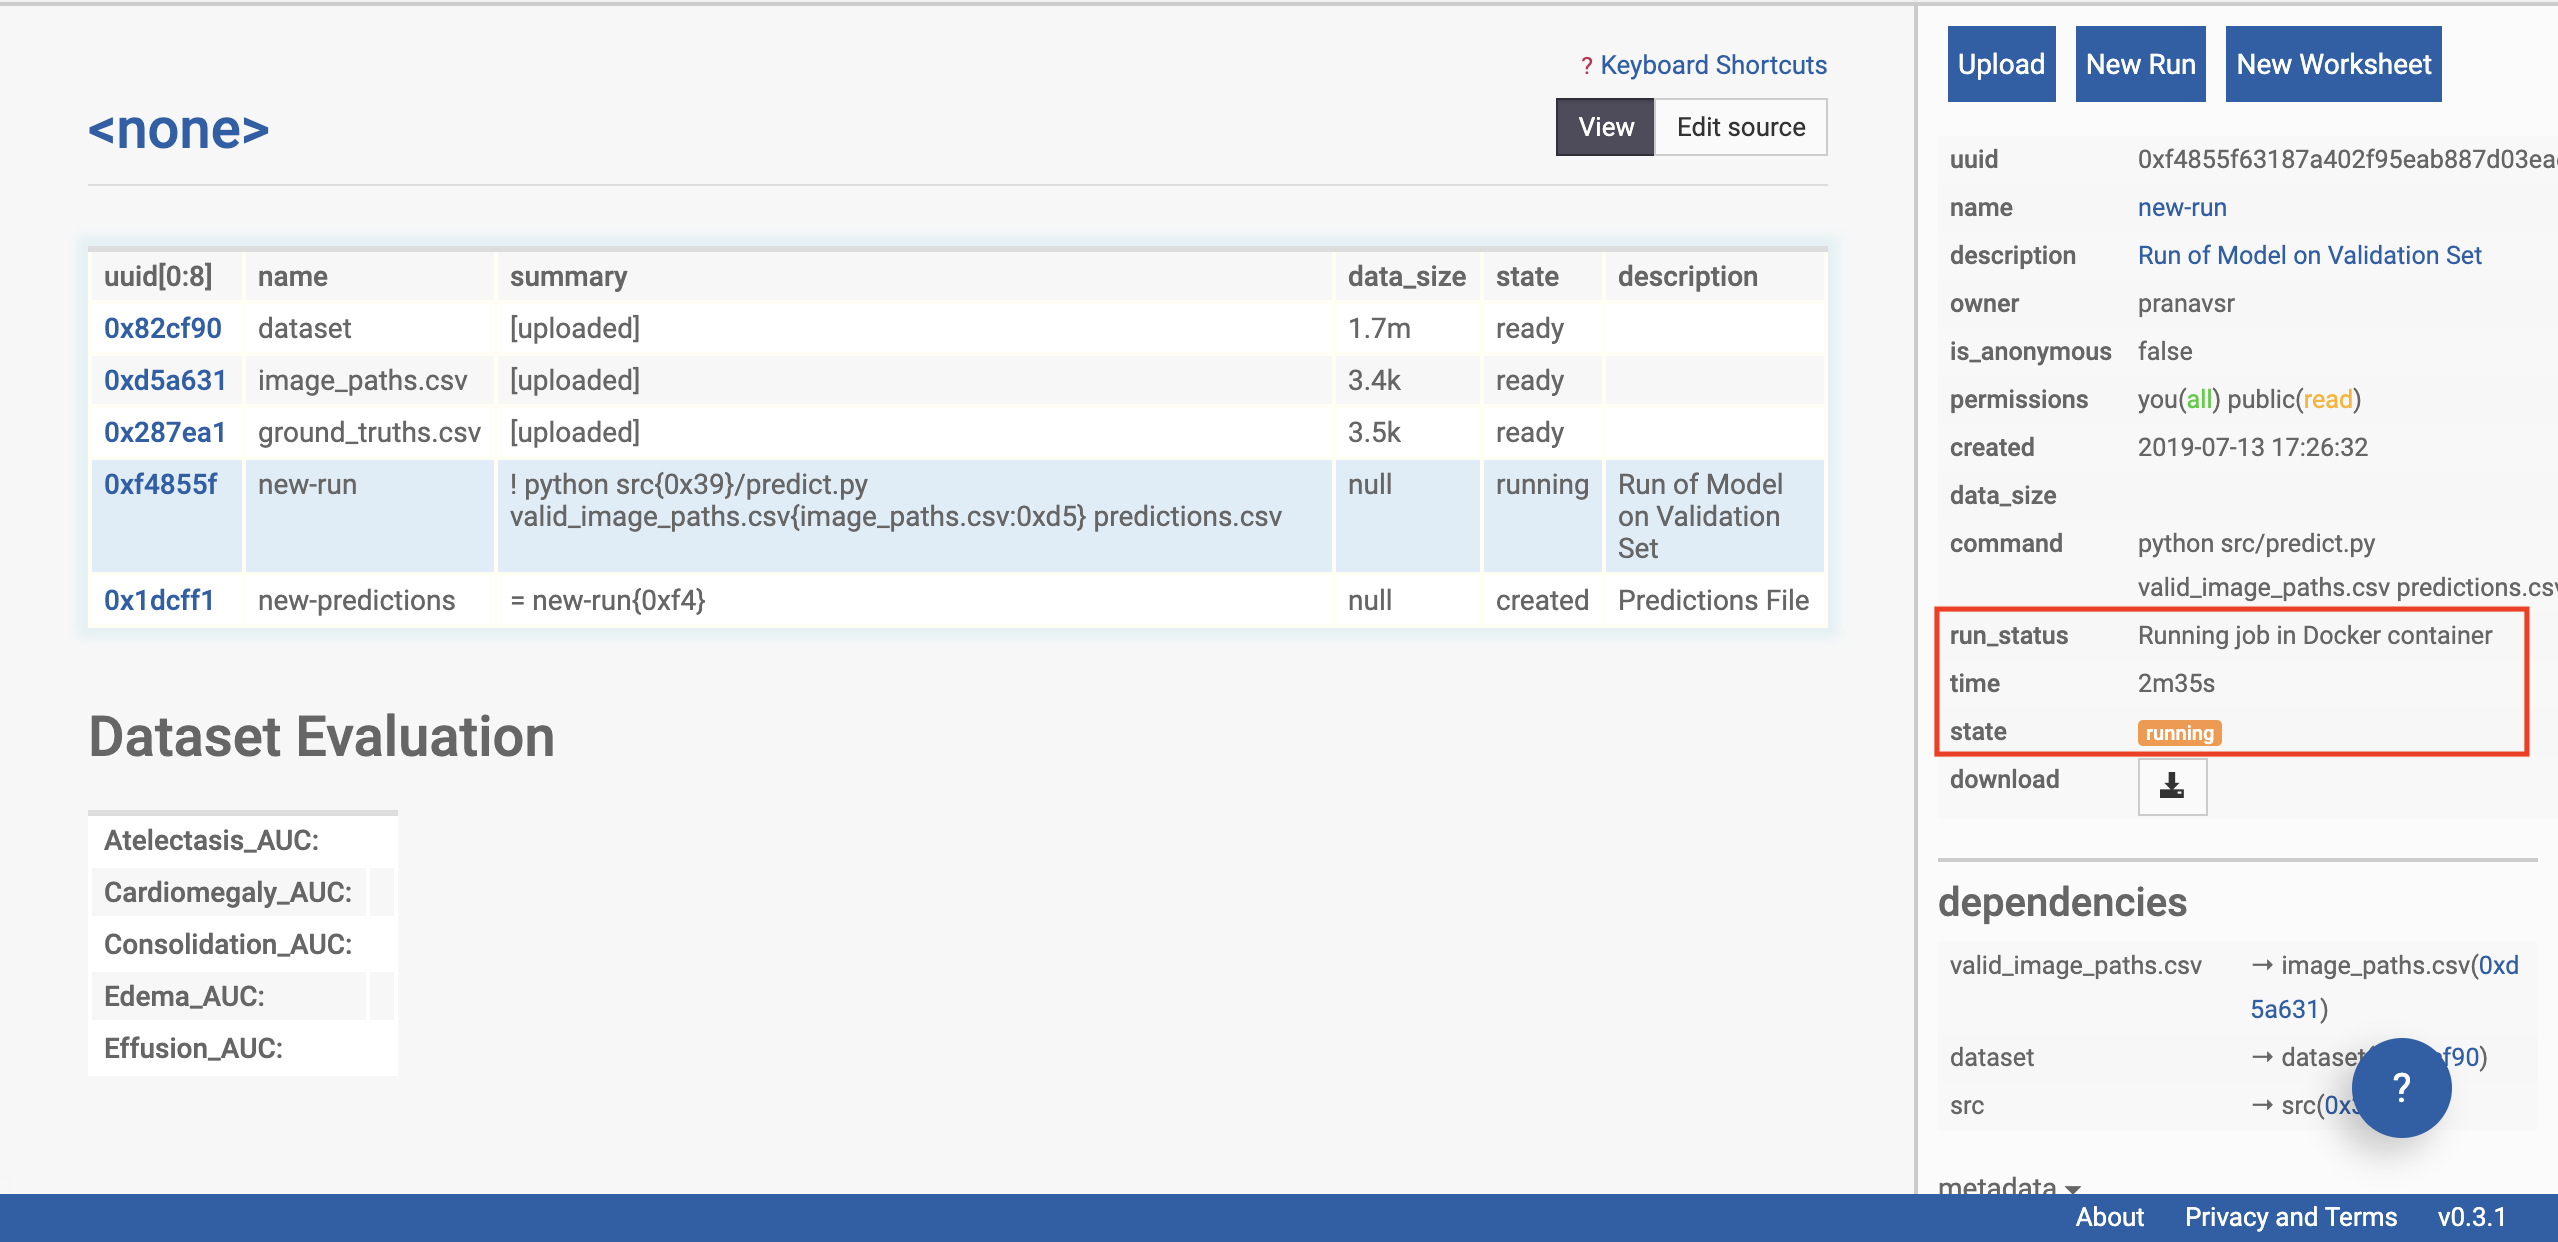 ? Keyboard Shortcuts
<none>
View
Edit source
uuid[0:8] name summary data_size state description
0x82cf90 dataset [uploaded] 1.7m ready
0xd5a631 image_paths.csv [uploaded] 3.4k ready
0x287ea1 ground_truths.csv [uploaded] 3.5k ready
0xf4855f new-run ! python src{0x39}/predict.py null running Run of Model
valid_image_paths.csv{image_paths.csv:0xd5} predictions.csv on Validation
Set
0x1dcff1 new-predictions = new-run{0xf4} null created Predictions File
Dataset Evaluation
Atelectasis_AUC:
Cardiomegaly_AUC:
Consolidation_AUC:
Edema_AUC:
Effusion_AUC:
Upload New Run New Worksheet
uuid 0xf4855f63187a402f95eab887d03ea
name new-run
description Run of Model on Validation Set
owner pranavsr
is_anonymous false
permissions you(all) public(read)
created 2019-07-13 17:26:32
data_size
command python src/predict.py
valid_image_paths.csv predictions.csv
run_status Running job in Docker container
time 2m35s
state running
download
dependencies
valid_image_paths.csv → image_paths.csv(0xd
5a631)
dataset → dataset( f90)
src → src(0x3
?
metadata
About Privacy and Terms v0.3.1